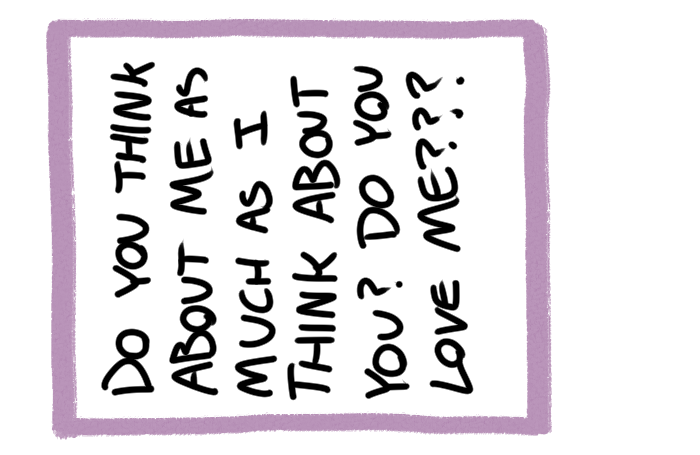 DO YOU THINK
ABOUT ME AS
MUCH AS I
THINK ABOUT
YOU? DO YOU
LOVE ME???